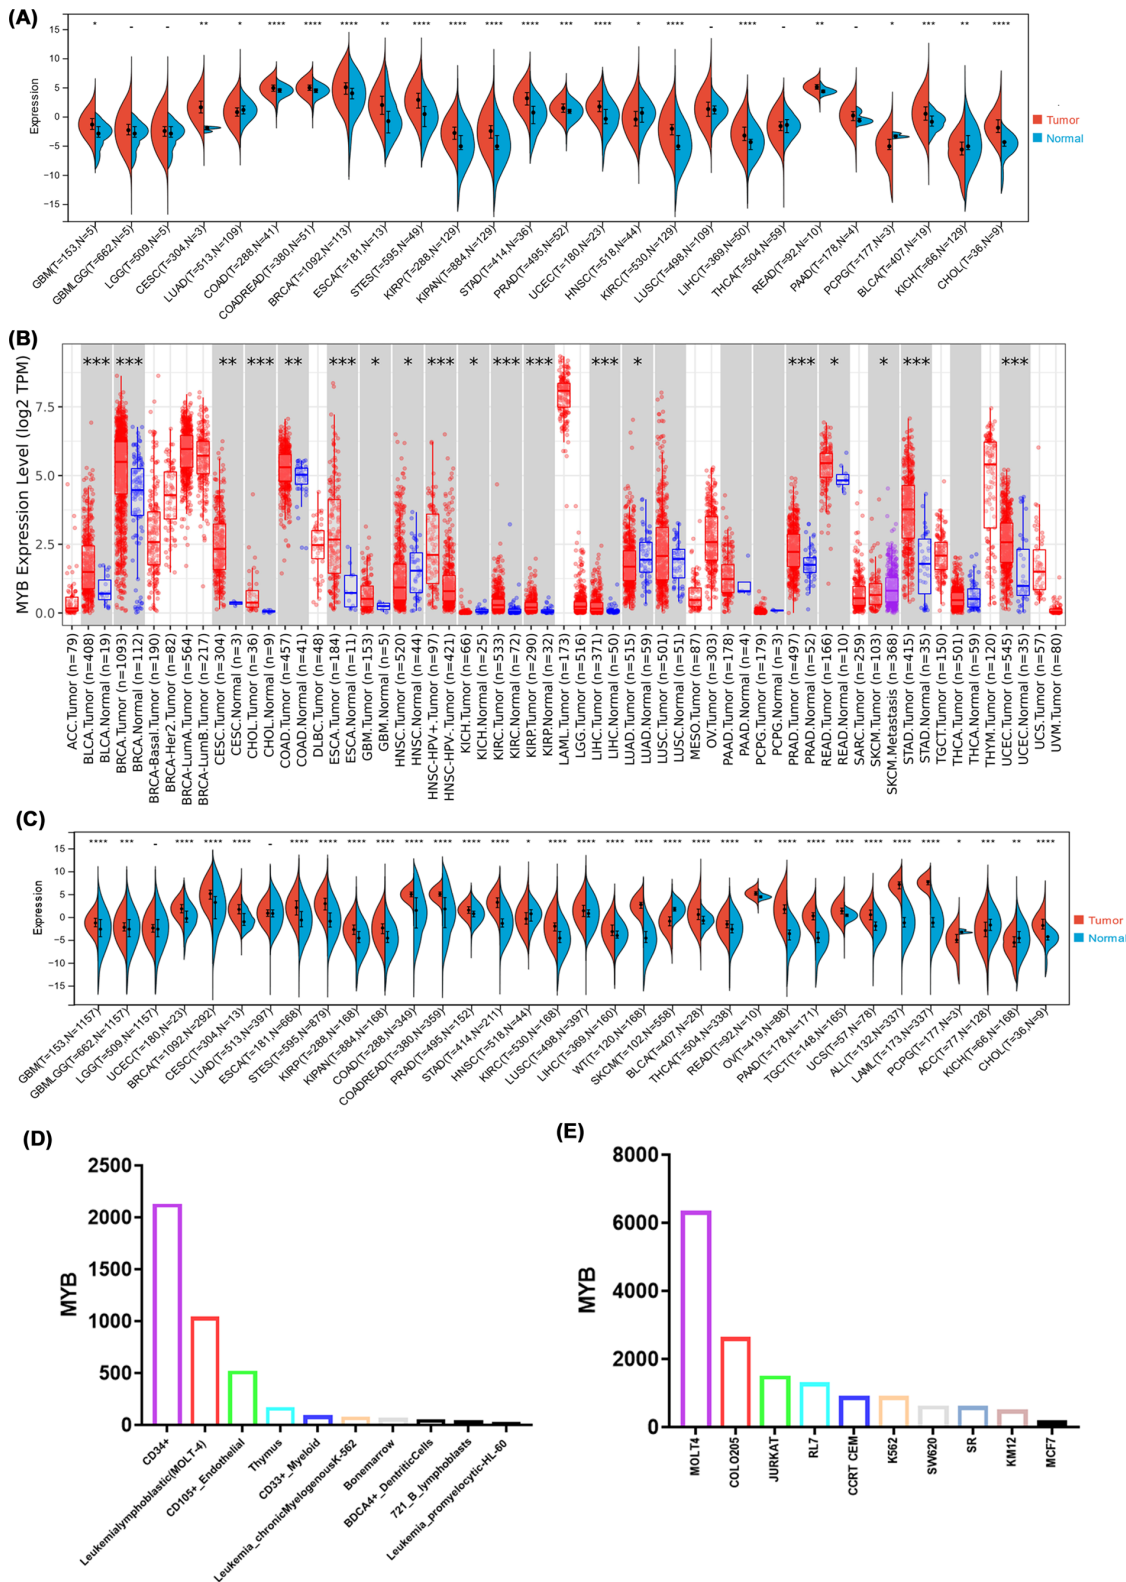 (A)
* - - ** * **** **** **** ** **** **** **** **** *** **** * **** - **** - ** - * *** ** ****
15
10
5
0
−5
−10
−15
Expression
Tumor
Normal
GBM(T=153,N=5)
GBMLGG(T=662,N=5)
LGG(T=509,N=5)
CESC(T=304,N=3)
LUAD(T=513,N=109)
COAD(T=288,N=41)
COADREAD(T=380,N=51)
BRCA(T=1092,N=113)
ESCA(T=181,N=13)
STES(T=595,N=49)
KIRP(T=288,N=129)
KIPAN(T=884,N=129)
STAD(T=414,N=36)
PRAD(T=495,N=52)
UCEC(T=180,N=23)
HNSC(T=518,N=44)
KIRC(T=530,N=129)
LUSC(T=498,N=109)
LIHC(T=369,N=50)
THCA(T=504,N=59)
READ(T=92,N=10)
PAAD(T=178,N=4)
PCPG(T=177,N=3)
BLCA(T=407,N=19)
KICH(T=66,N=129)
CHOL(T=36,N=9)
(B)
*** *** ** *** ** *** * * *** * *** *** *** * *** * * *** ***
MYB Expression Level (log2 TPM)
7.5
5.0
2.5
0.0
ACC.Tumor (n=79)
BLCA.Tumor (n=408)
BLCA.Normal (n=19)
BRCA.Tumor (n=1093)
BRCA.Normal (n=112)
BRCA-Basal.Tumor (n=190)
BRCA-Her2.Tumor (n=82)
BRCA-LumA.Tumor (n=564)
BRCA-LumB.Tumor (n=217)
CESC.Tumor (n=304)
CESC.Normal (n=3)
CHOL.Tumor (n=36)
CHOL.Normal (n=9)
COAD.Tumor (n=457)
COAD.Normal (n=41)
DLBC.Tumor (n=48)
ESCA.Tumor (n=184)
ESCA.Normal (n=11)
GBM.Tumor (n=153)
GBM.Normal (n=5)
HNSC.Tumor (n=520)
HNSC.Normal (n=44)
HNSC-HPV+.Tumor (n=97)
HNSC-HPV-.Tumor (n=421)
KICH.Tumor (n=66)
KICH.Normal (n=25)
KIRC.Tumor (n=533)
KIRC.Normal (n=72)
KIRP.Tumor (n=290)
KIRP.Normal (n=32)
LAML.Tumor (n=173)
LGG.Tumor (n=516)
LIHC.Tumor (n=371)
LIHC.Normal (n=50)
LUAD.Tumor (n=515)
LUAD.Normal (n=59)
LUSC.Tumor (n=501)
LUSC.Normal (n=51)
MESO.Tumor (n=87)
OV.Tumor (n=303)
PAAD.Tumor (n=178)
PAAD.Normal (n=4)
PCPG.Tumor (n=179)
PCPG.Normal (n=3)
PRAD.Tumor (n=497)
PRAD.Normal (n=52)
READ.Tumor (n=166)
READ.Normal (n=10)
SARC.Tumor (n=259)
SKCM.Tumor (n=103)
SKCM.Metastasis (n=368)
STAD.Tumor (n=415)
STAD.Normal (n=35)
TGCT.Tumor (n=150)
THCA.Tumor (n=501)
THCA.Normal (n=59)
THYM.Tumor (n=120)
UCEC.Tumor (n=545)
UCEC.Normal (n=35)
UCS.Tumor (n=57)
UVM.Tumor (n=80)
(C)
**** *** - **** **** **** - **** **** **** **** **** **** **** **** * **** **** **** **** **** **** **** ** **** **** **** **** **** **** * *** ** ****
15
10
5
0
−5
−10
−15
Expression
Tumor
Normal
GBM(T=153,N=1157)
GBMLGG(T=662,N=1157)
LGG(T=509,N=1157)
UCEC(T=180,N=23)
BRCA(T=1092,N=292)
CESC(T=304,N=13)
LUAD(T=513,N=397)
ESCA(T=181,N=668)
STES(T=595,N=879)
KIRP(T=288,N=168)
KIPAN(T=884,N=168)
COAD(T=288,N=349)
COADREAD(T=380,N=359)
PRAD(T=495,N=152)
STAD(T=414,N=211)
HNSC(T=518,N=44)
KIRC(T=530,N=168)
LUSC(T=498,N=397)
LIHC(T=369,N=160)
WT(T=120,N=168)
SKCM(T=102,N=558)
BLCA(T=407,N=28)
THCA(T=504,N=338)
READ(T=92,N=10)
OV(T=419,N=88)
PAAD(T=178,N=171)
TGCT(T=148,N=165)
UCS(T=57,N=78)
ALL(T=132,N=337)
LAML(T=173,N=337)
PCPG(T=177,N=3)
ACC(T=77,N=128)
KICH(T=66,N=168)
CHOL(T=36,N=9)
(D)
2500
2000
1500
1000
500
0
MYB
CD34+
Leukemialymphoblastic(MOLT-4)
CD105+_Endothelial
Thymus
CD33+_Myeloid
Leukemia_chronicMyelogenousK-562
Bonemarrow
BDCA4+_DentriticCells
721_B_lymphoblasts
Leukemia_promyelocytic-HL-60
(E)
8000
6000
4000
2000
0
MYB
MOLT4
COLO205
JURKAT
RL7
CCRT CEM
K562
SW620
SR
KM12
MCF7